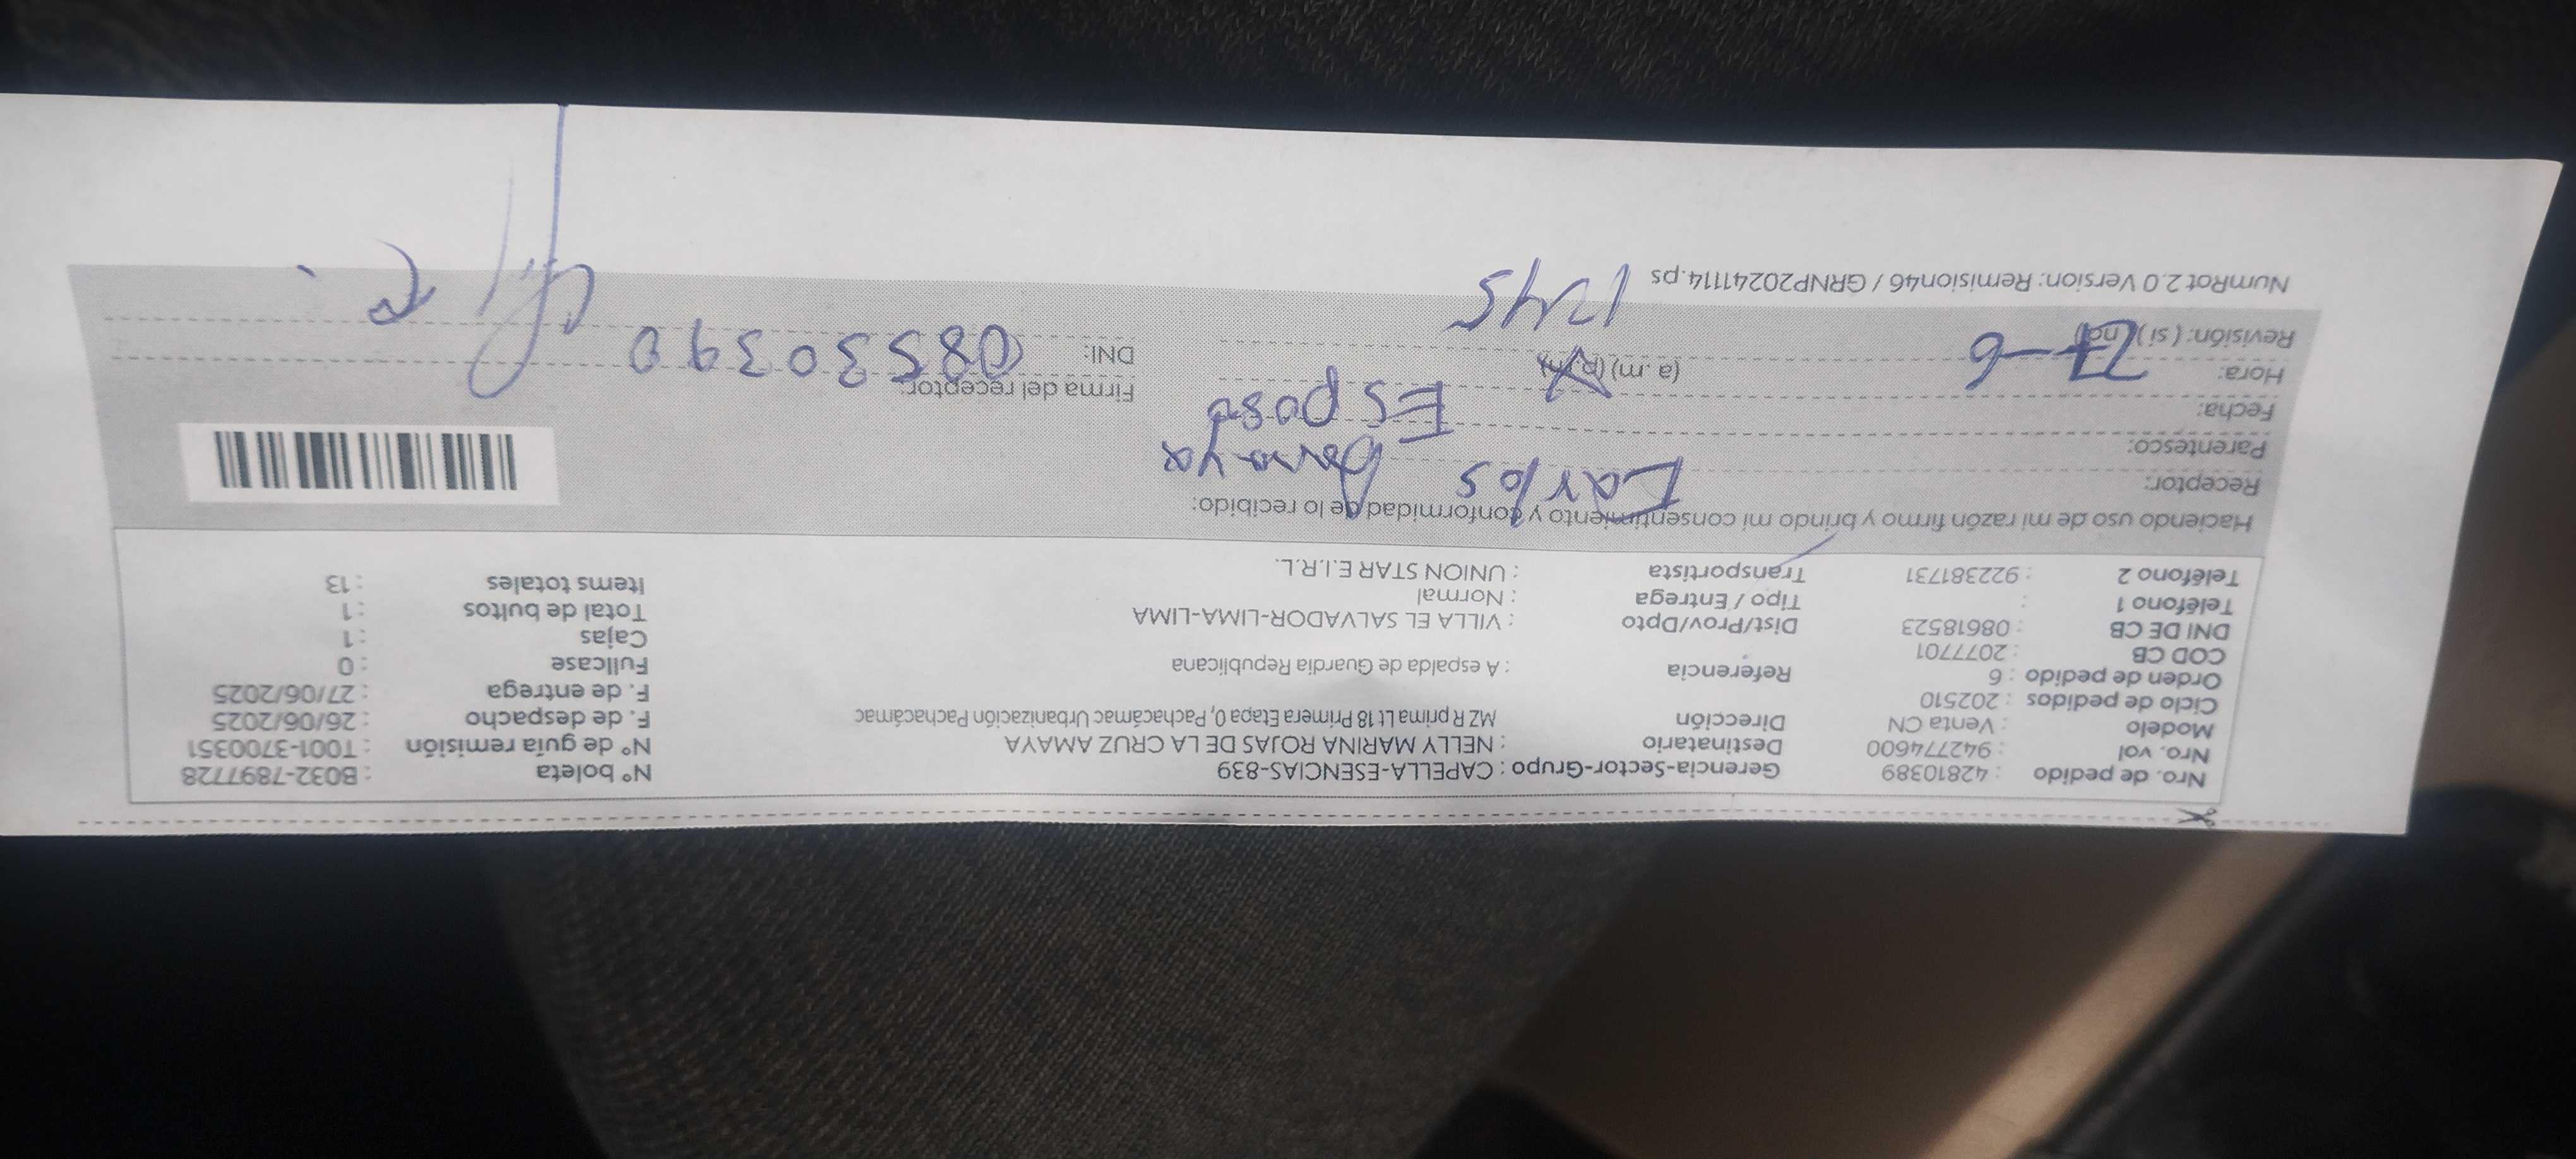 Nro. de pedido : 42810389 Gerencia-Sector-Grupo : CAPELLA-ESENCIAS-839 N° boleta : B032-7897728
Nro. vol : 942774600 Destinatario : NELLY MARINA ROJAS DE LA CRUZ AMAYA N° de guía remisión : T001-3700351
Modelo : Venta CN Dirección MZ R prima Lt 18 Primera Etapa 0, Pachacámac Urbanización Pachacámac F. de despacho : 26/06/2025
Ciclo de pedidos : 202510 F. de entrega : 27/06/2025
Orden de pedido : 6 Referencia : A espalda de Guardia Republicana Fullcase : 0
COD CB : 2077701 Cajas : 1
DNI DE CB : 08618523 Dist/Prov/Dpto : VILLA EL SALVADOR-LIMA-LIMA Total de bultos : 1
Teléfono 1 : Tipo / Entrega : Normal Items totales : 13
Teléfono 2 : 922381731 Transportista : UNION STAR E.I.R.L.
Haciendo uso de mi razón firmo y brindo mi consentimiento y conformidad de lo recibido:
Receptor: Carlos
Parentesco: Esposo
Fecha: 27-6
Hora: (a.m) (p.m) 1245
Revisión: (si) (no)
Firma del receptor:
DNI: 08530390
NumRot 2.0 Version: Remision46 / GRNP20241114.ps